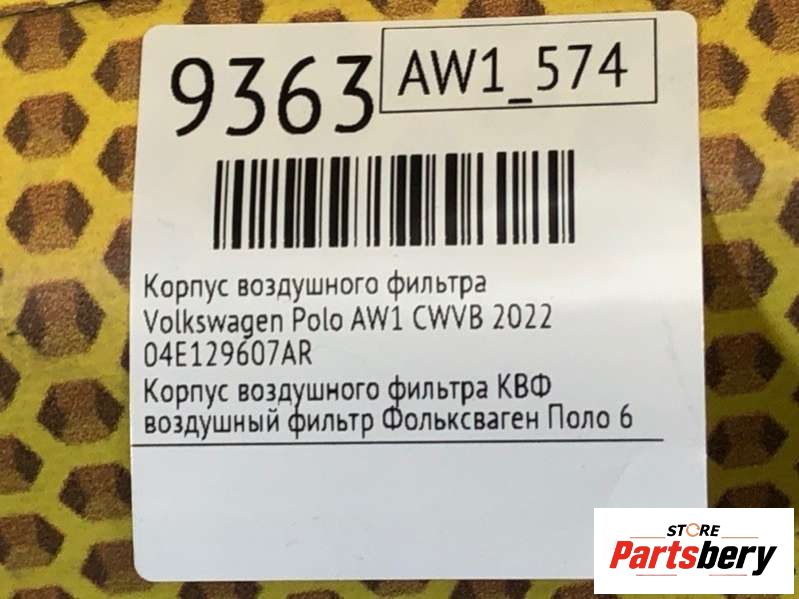 9363
AW1_574
Корпус воздушного фильтра
Volkswagen Polo AW1 CWVB 2022
04E129607AR
Корпус воздушного фильтра КВФ
воздушный фильтр Фольксваген Поло 6
STORE
Partsbery